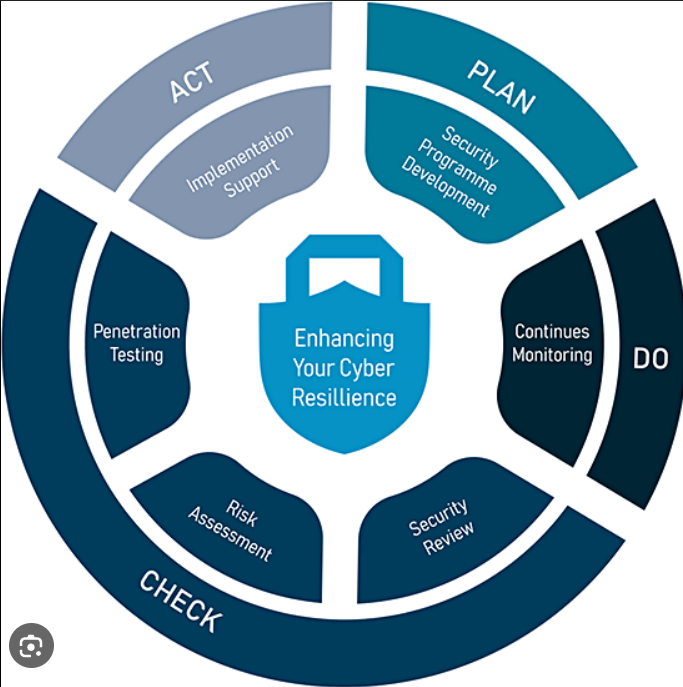 ACT
PLAN
Implementation
Support
Security
Programme
Development
Penetration
Testing
Enhancing
Your Cyber
Resillience
Continues
Monitoring
DO
Risk
Assessment
Security
Review
CHECK